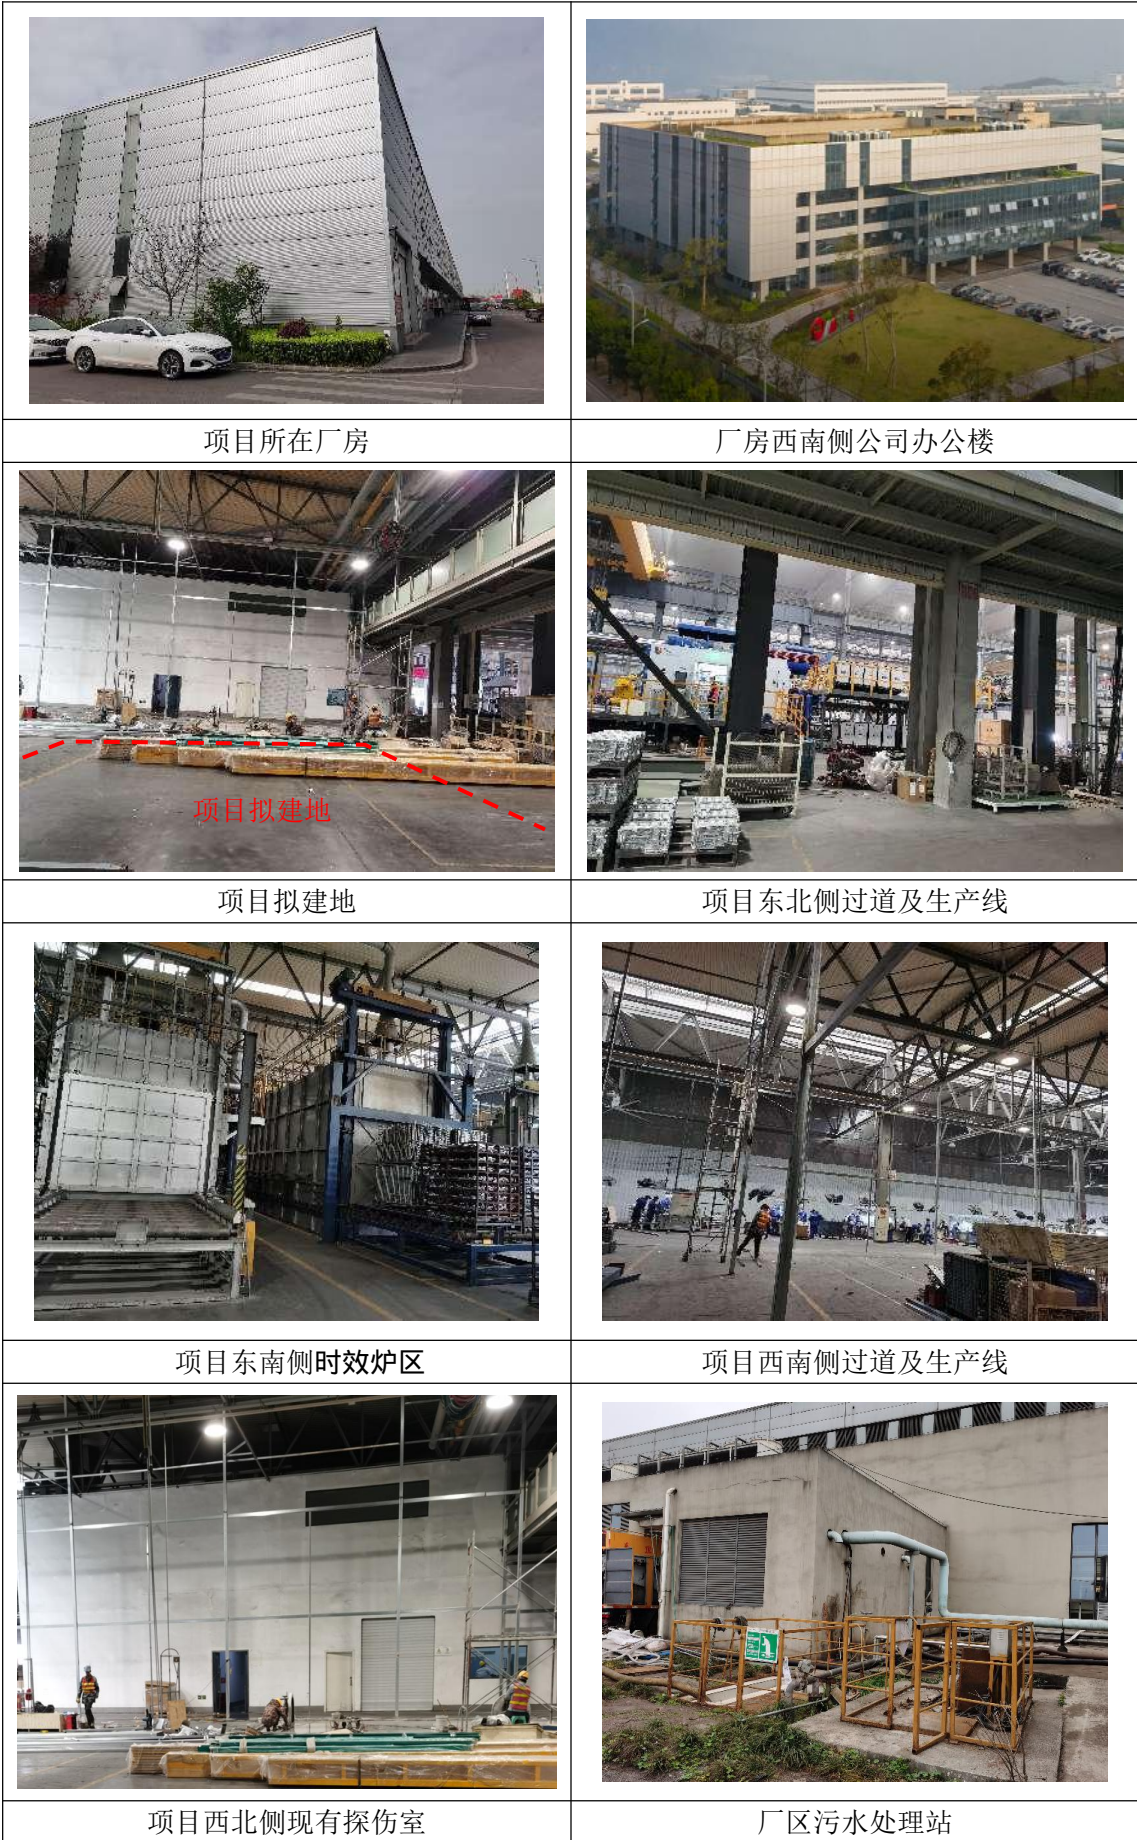 项目所在厂房
厂房西南侧公司办公楼
项目拟建地
项目拟建地
项目东北侧过道及生产线
项目东南侧时效炉区
项目西南侧过道及生产线
项目西北侧现有探伤室
厂区污水处理站